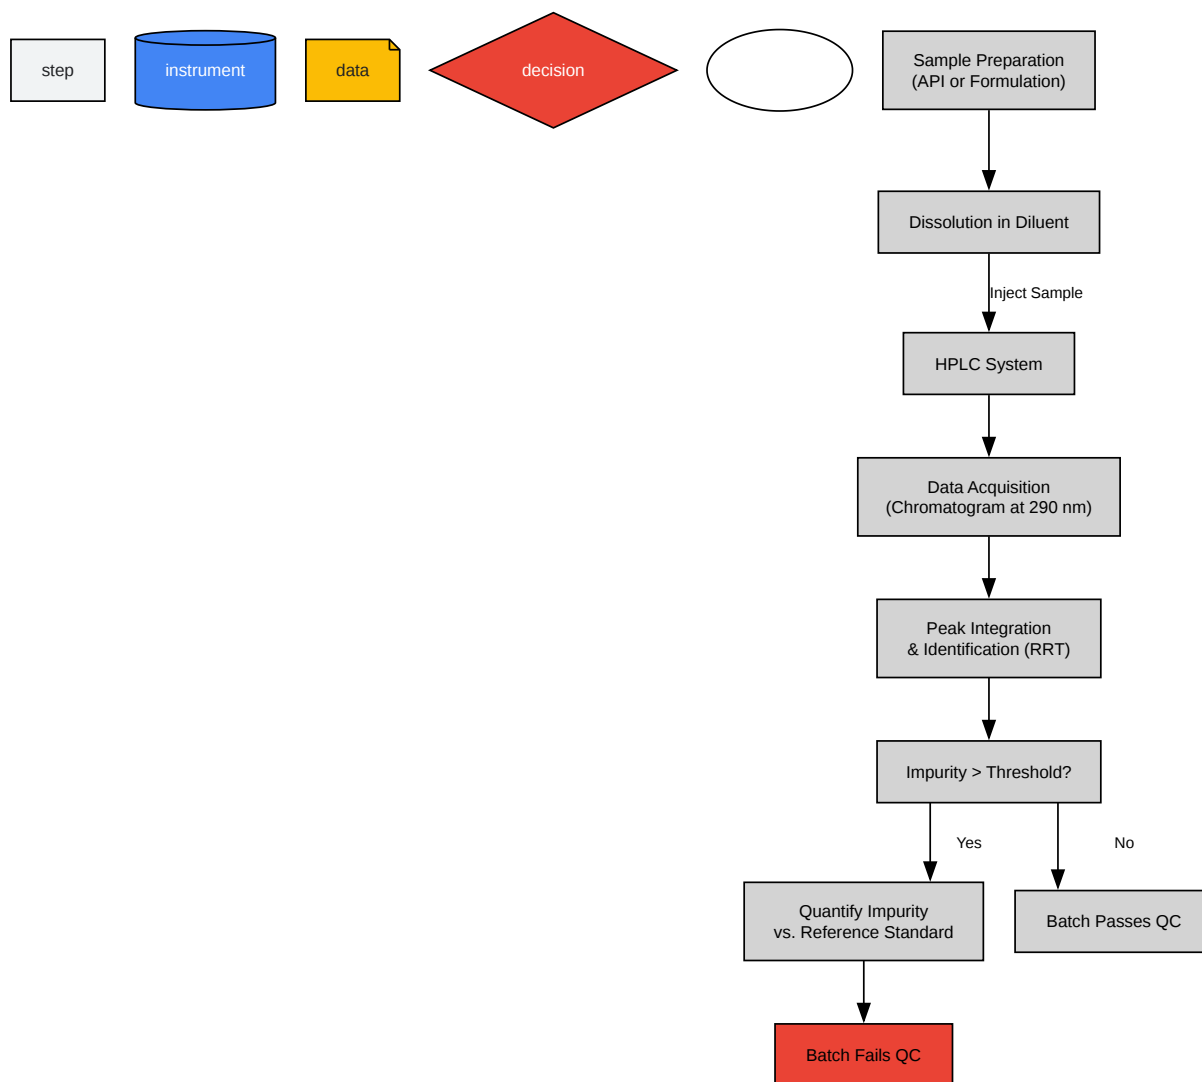 step
instrument
data
decision
Sample Preparation
(API or Formulation)
Dissolution in Diluent
Inject Sample
HPLC System
Data Acquisition
(Chromatogram at 290 nm)
Peak Integration
& Identification (RRT)
Impurity > Threshold?
Yes
No
Quantify Impurity
vs. Reference Standard
Batch Passes QC
Batch Fails QC